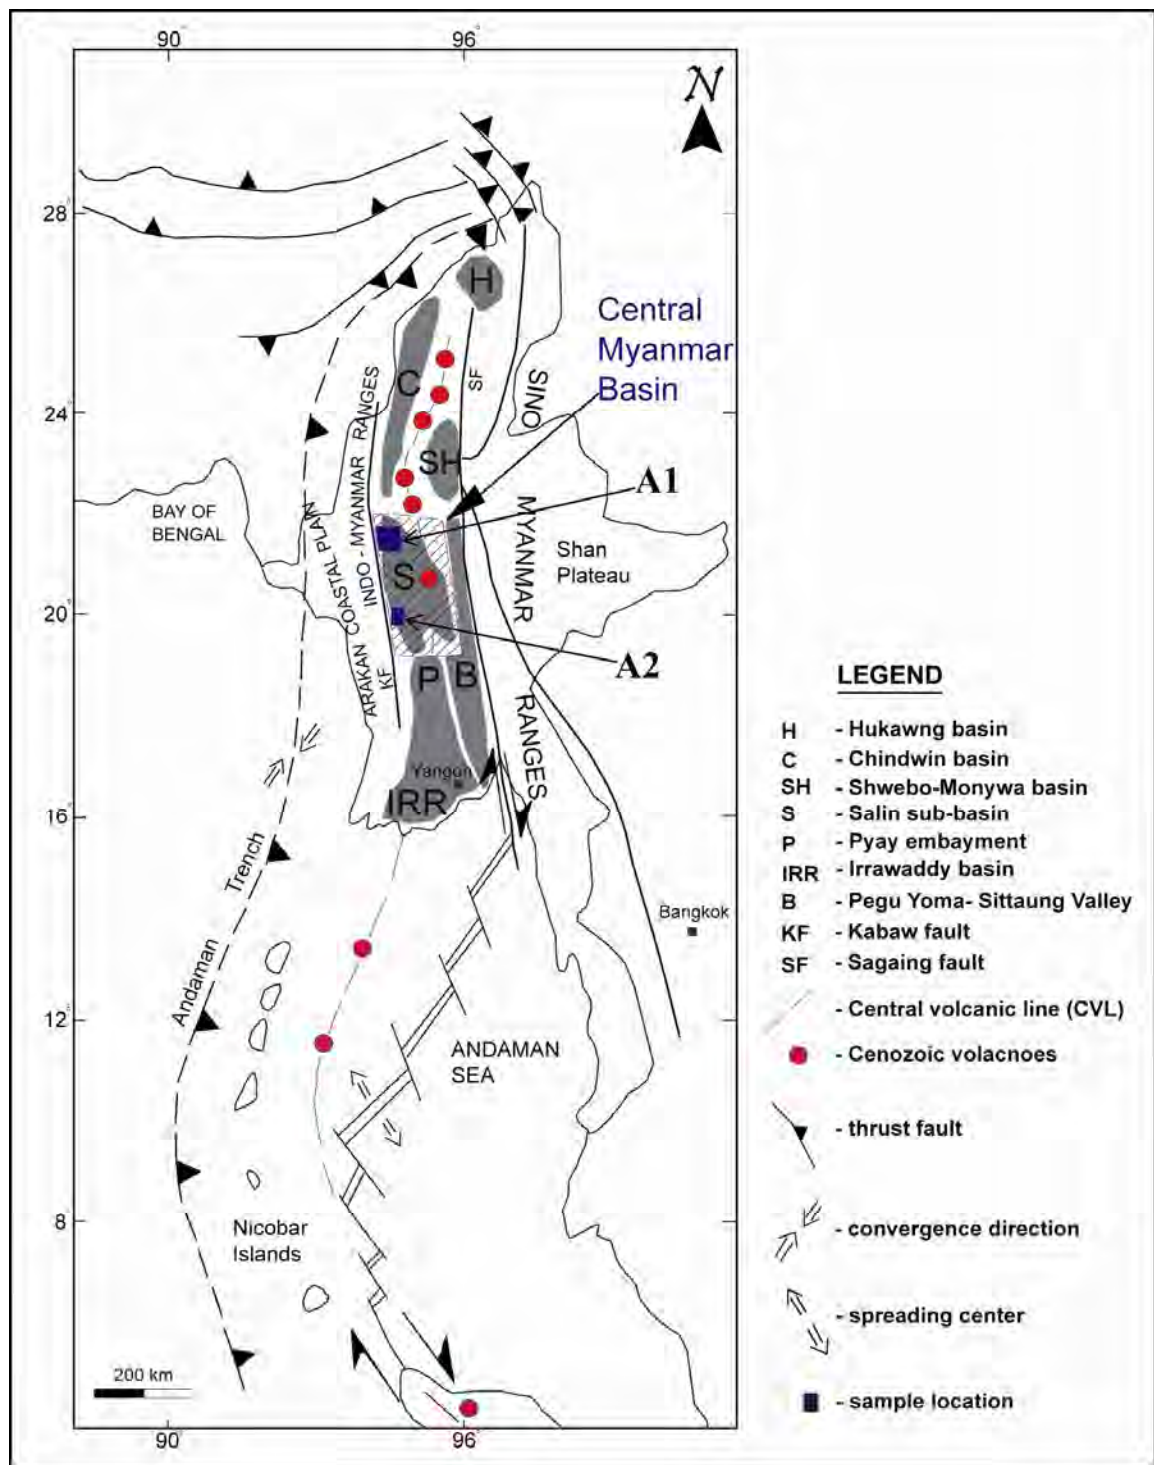 90°
96°
N
28°
H
Central
Myanmar
Basin
SF
SINO
24°
C
INDO - MYANMAR RANGES
SH
A1
BAY OF
BENGAL
ARAKAN COASTAL PLAIN
MYANMAR
Shan
Plateau
S
20°
A2
KF
P
B
RANGES
Yangon
IRR
16°
Andaman Trench
Bangkok
12°
ANDAMAN
SEA
8°
Nicobar
Islands
200 km
90
96
LEGEND
H - Hukawng basin
C - Chindwin basin
SH - Shwebo-Monywa basin
S - Salin sub-basin
P - Pyay embayment
IRR - Irrawaddy basin
B - Pegu Yoma- Sittaung Valley
KF - Kabaw fault
SF - Sagaing fault
- Central volcanic line (CVL)
- Cenozoic volacnoes
- thrust fault
- convergence direction
- spreading center
- sample location